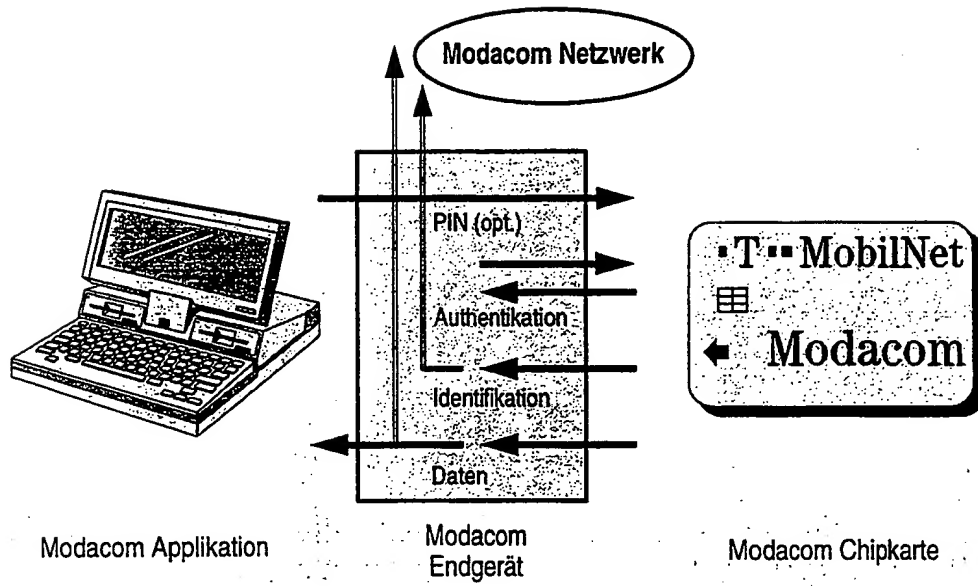 Modacom Netzwerk
PIN (opt.)
Authentikation
Identifikation
Daten
·T··MobilNet
Modacom
Modacom Applikation
Modacom
Endgerät
Modacom Chipkarte